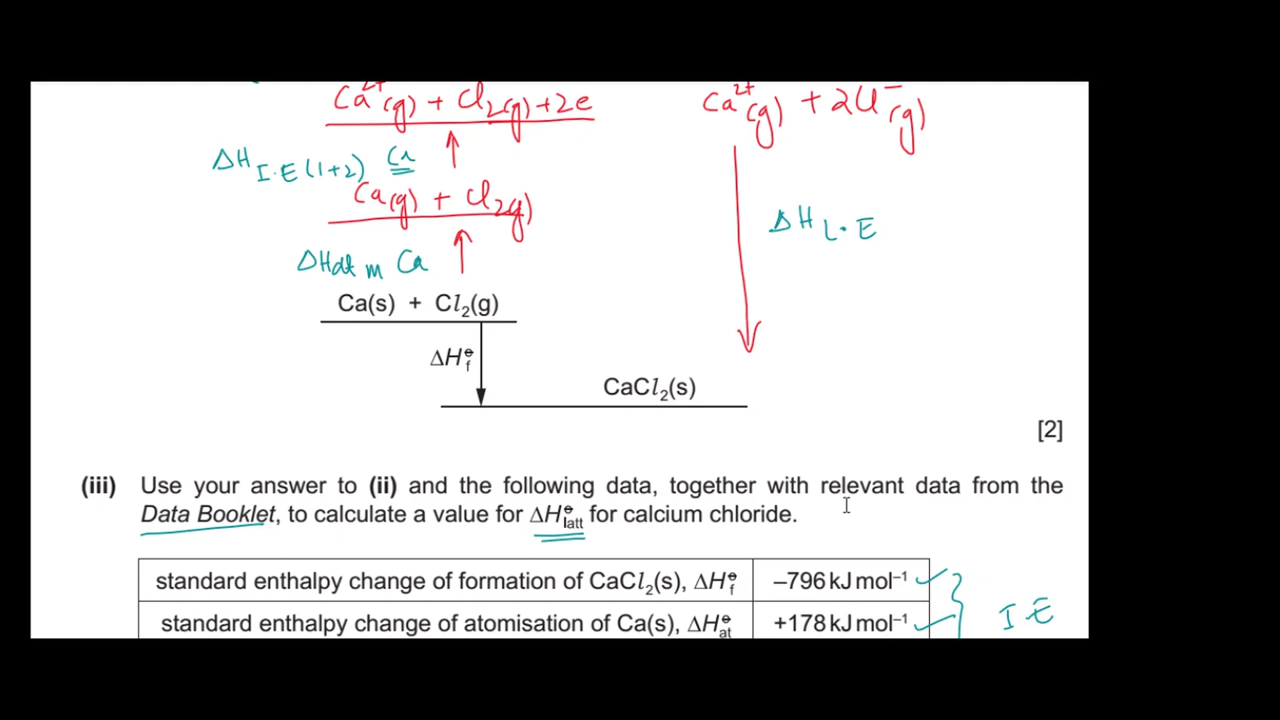 Ca²⁺(g) + Cl₂(g) + 2e
Ca²⁺(g) + 2Cl⁻(g)
ΔH I.E (1+2) Ca
Ca(g) + Cl₂(g)
ΔH L.E
ΔHat m Ca
Ca(s) + Cl₂(g)
ΔH f ⦵
CaCl₂(s)
[2]
(iii) Use your answer to (ii) and the following data, together with relevant data from the
Data Booklet, to calculate a value for ΔH⦵latt for calcium chloride.
standard enthalpy change of formation of CaCl₂(s), ΔH⦵f –796 kJ mol⁻¹
standard enthalpy change of atomisation of Ca(s), ΔH⦵at +178 kJ mol⁻¹
I.E